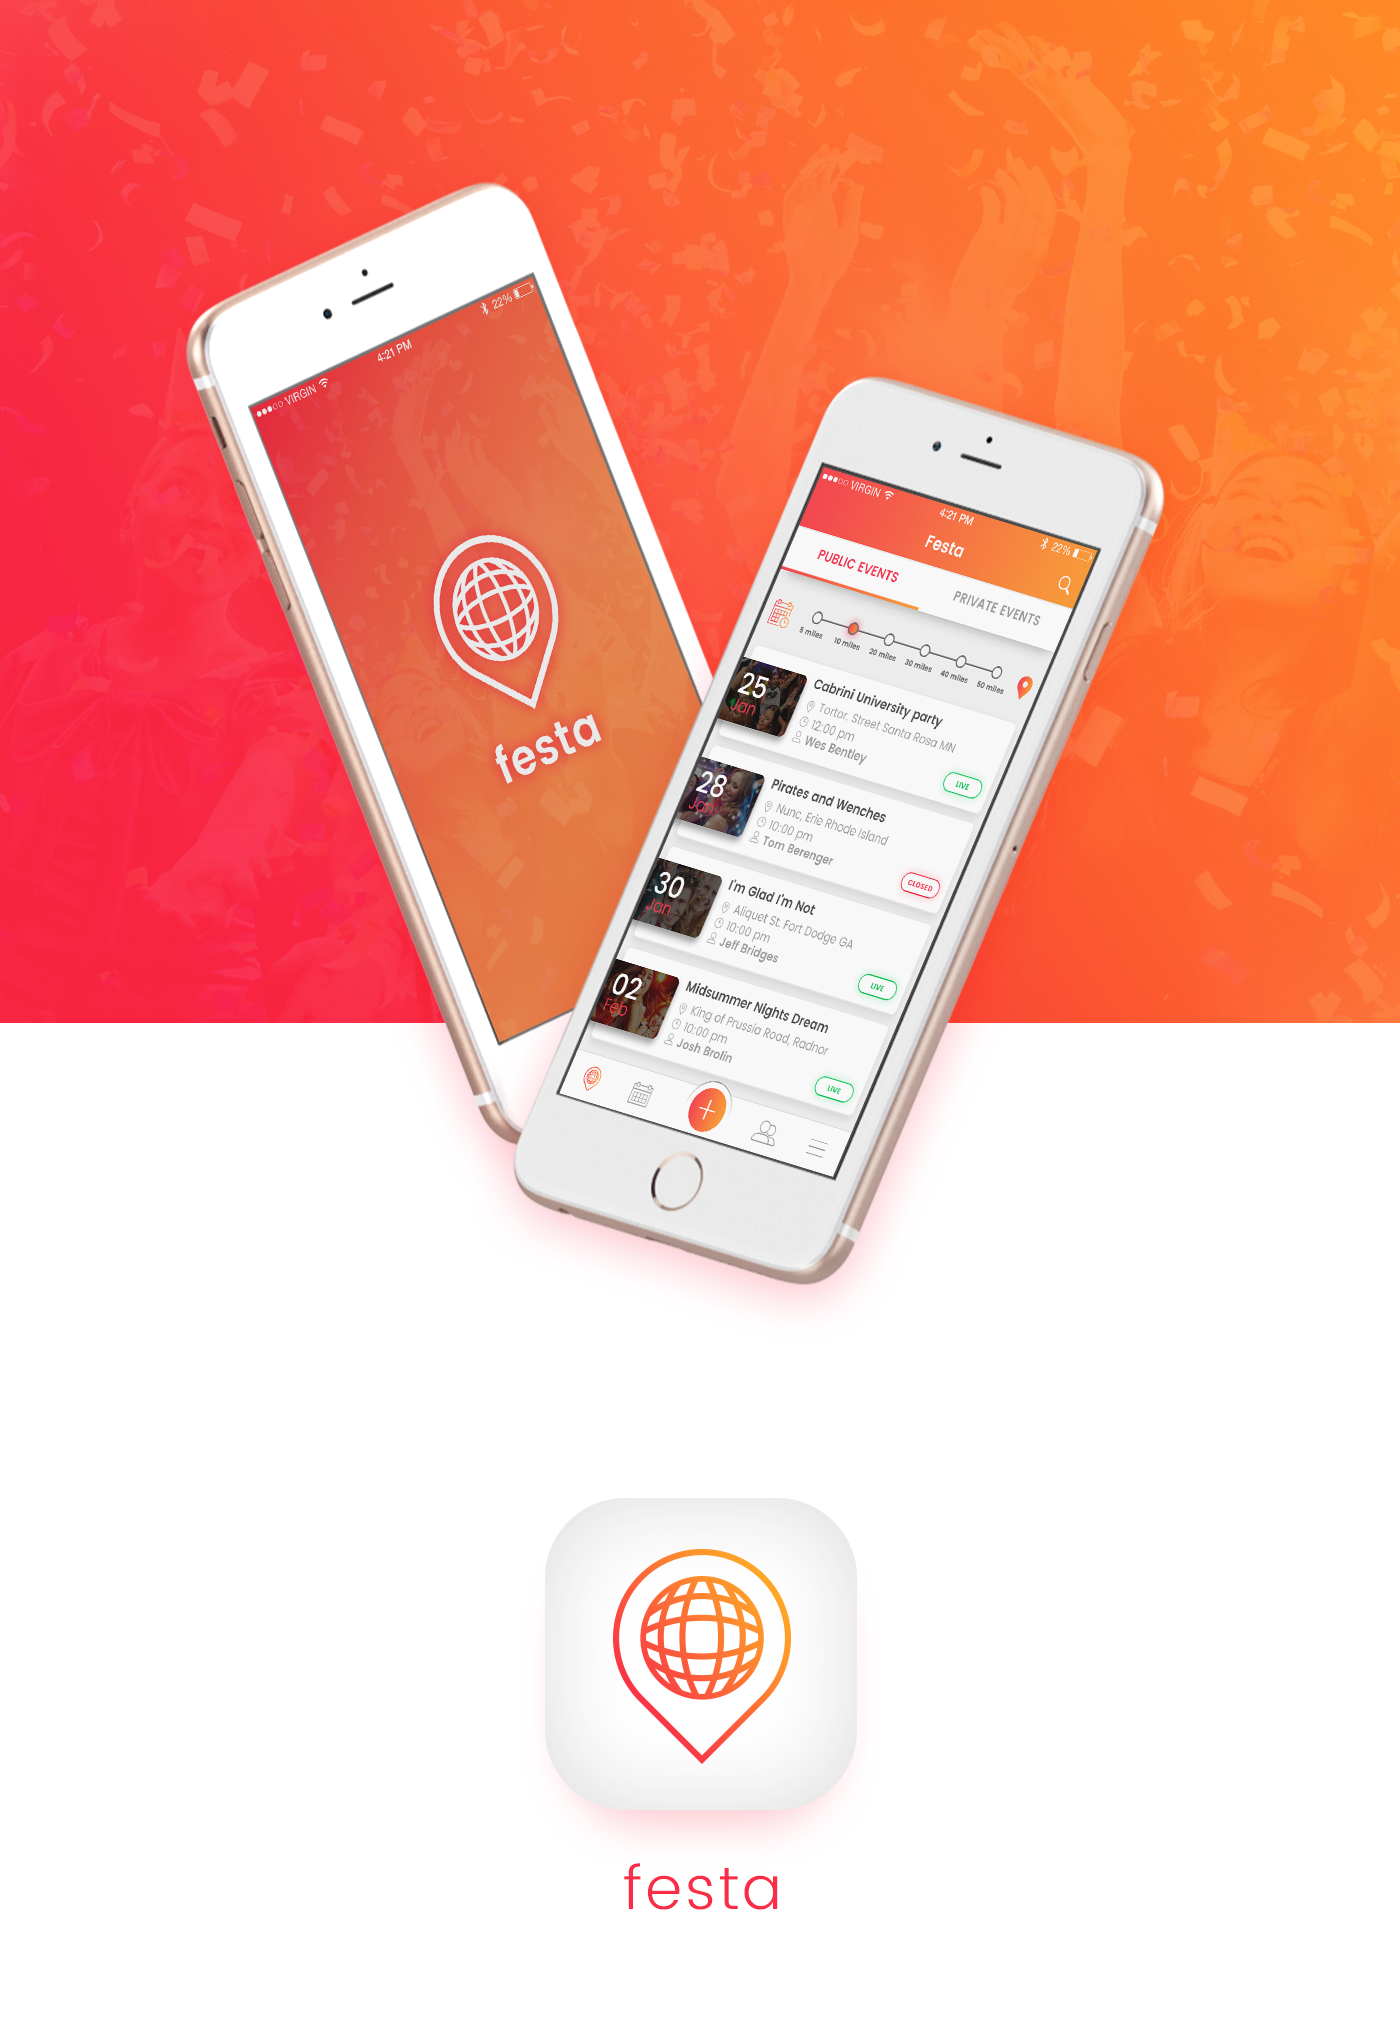 VIRGIN
4:21 PM
22%
festa
VIRGIN
4:21 PM
22%
Festa
PUBLIC EVENTS
PRIVATE EVENTS
5 miles
10 miles
20 miles
30 miles
40 miles
50 miles
25
Jan
Cabrini University party
Tortor. Street Santa Rosa MN
12:00 pm
Wes Bentley
LIVE
28
Jan
Pirates and Wenches
Nunc, Erie Rhode Island
10:00 pm
Tom Berenger
CLOSED
30
Jan
I'm Glad I'm Not
Aliquet St. Fort Dodge GA
10:00 pm
Jeff Bridges
LIVE
02
Feb
Midsummer Nights Dream
King of Prussia Road, Radnor
10:00 pm
Josh Brolin
LIVE
festa